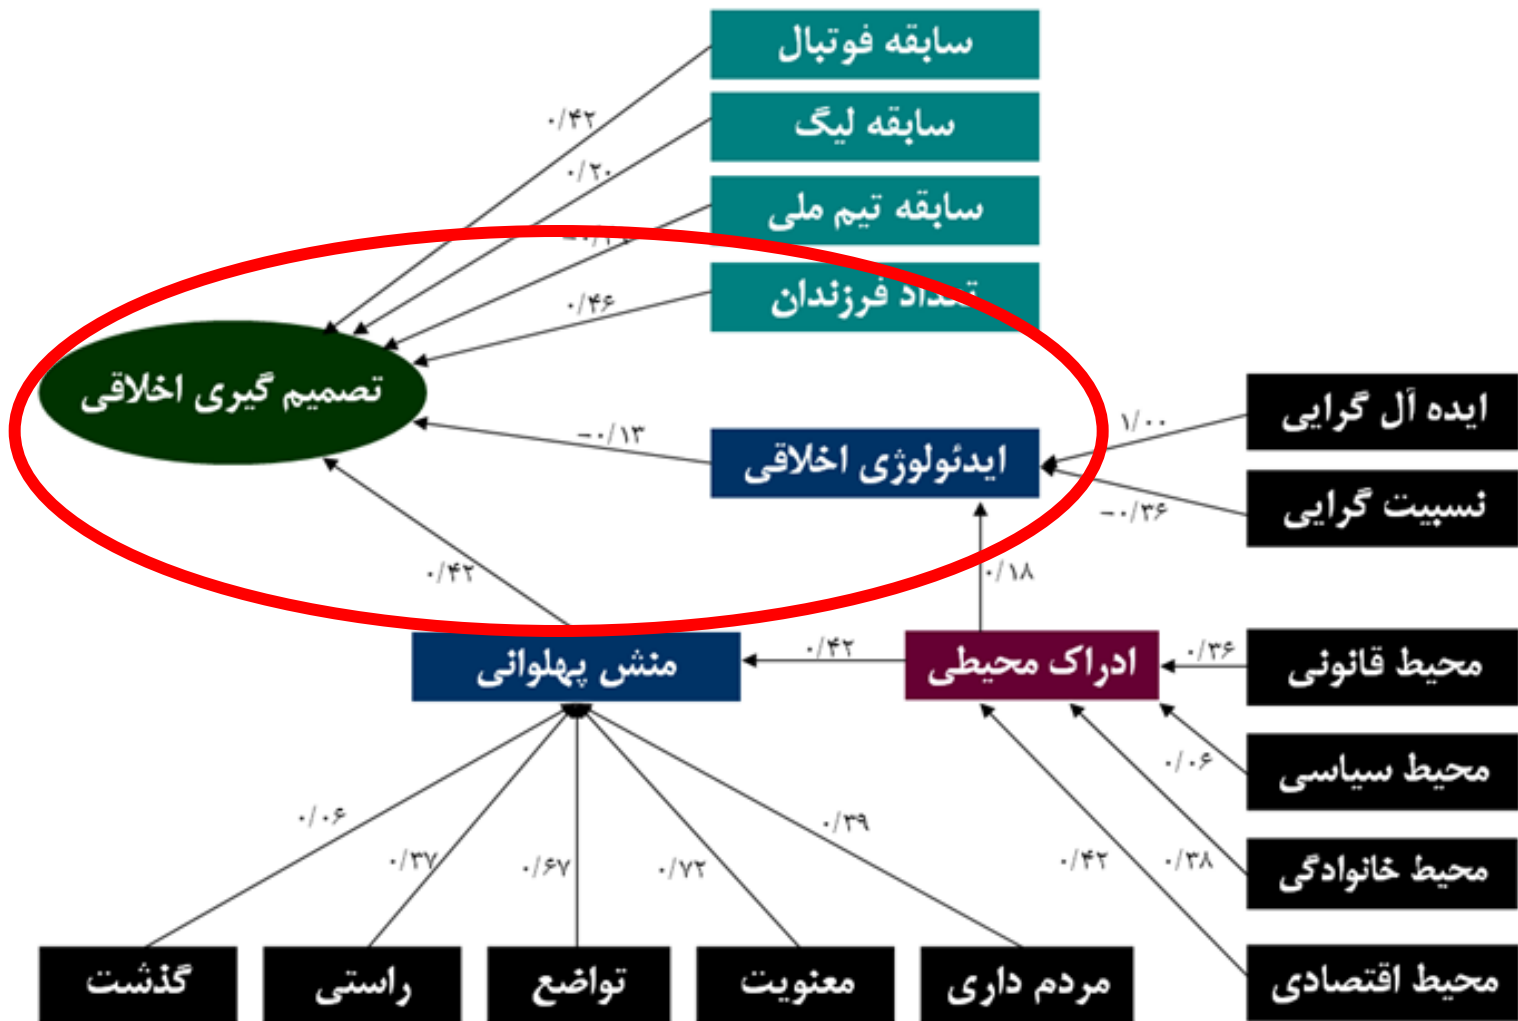 سابقه فوتبال
۰/۴۲
سابقه لیگ
۰/۲۰
سابقه تیم ملی
تعداد فرزندان
۰/۴۶
تصمیم گیری اخلاقی
ایده آل گرایی
۱/۰۰
−۰/۱۳
ایدئولوژی اخلاقی
نسبیت گرایی
−۰/۳۶
۰/۴۲
۰/۱۸
محیط قانونی
۰/۳۶
ادراک محیطی
۰/۴۲
منش پهلوانی
محیط سیاسی
۰/۰۶
محیط خانوادگی
۰/۳۸
۰/۴۲
۰/۳۹
۰/۷۲
۰/۶۷
۰/۳۷
۰/۰۶
محیط اقتصادی
مردم داری
معنویت
تواضع
راستی
گذشت